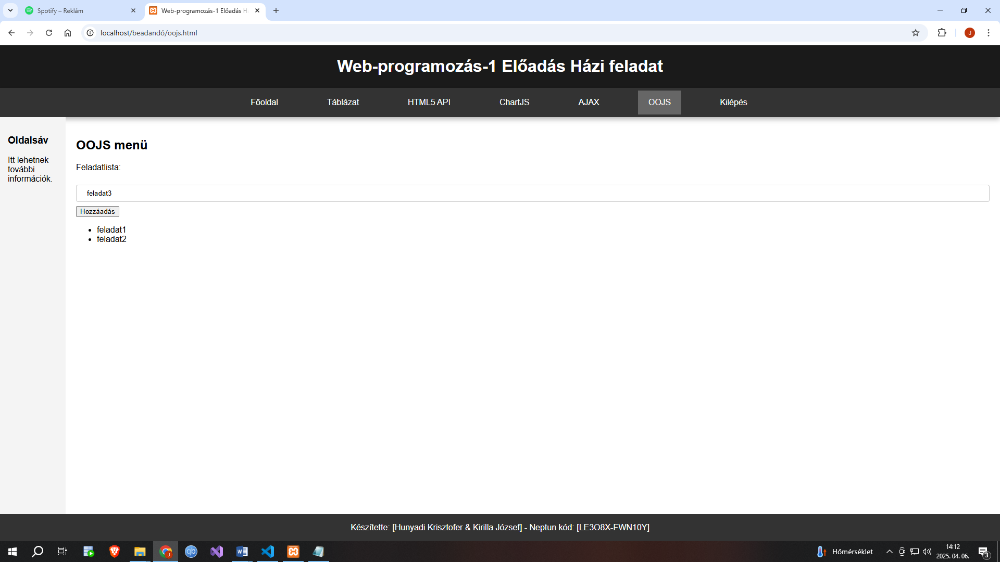 Spotify – Reklám
Web-programozás-1 Előadás H
localhost/beadandó/oojs.html
J
Web-programozás-1 Előadás Házi feladat
Főoldal
Táblázat
HTML5 API
ChartJS
AJAX
OOJS
Kilépés
Oldalsáv
Itt lehetnek
további
információk.
OOJS menü
Feladatlista:
feladat3
Hozzáadás
feladat1
feladat2
Készítette: [Hunyadi Krisztofer & Kirilla József] - Neptun kód: [LE3O8X-FWN10Y]
J
qb
Hőmérséklet
14:12
2025. 04. 06.
3